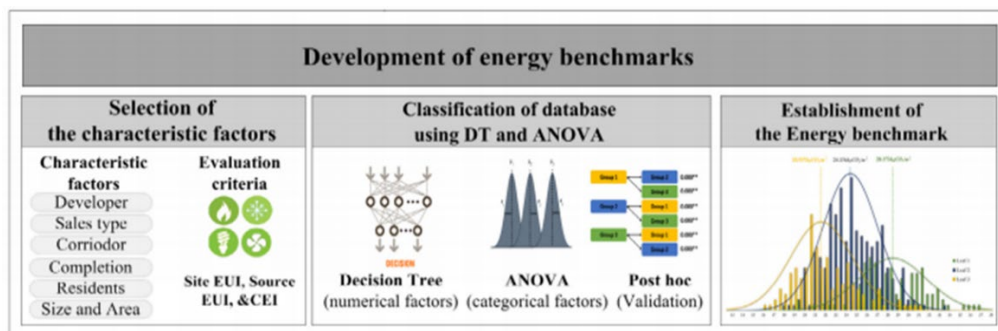 Development of energy benchmarks
Selection of
the characteristic factors
Characteristic
factors
Developer
Sales type
Corriodor
Completion
Residents
Size and Area
Evaluation
criteria
Site EUI, Source
EUI, &CEI
Classification of database
using DT and ANOVA
DECISION
Decision Tree
(numerical factors)
ANOVA
(categorical factors)
Group 1
Group 2
Group 3
Post hoc
(Validation)
Establishment of
the Energy benchmark